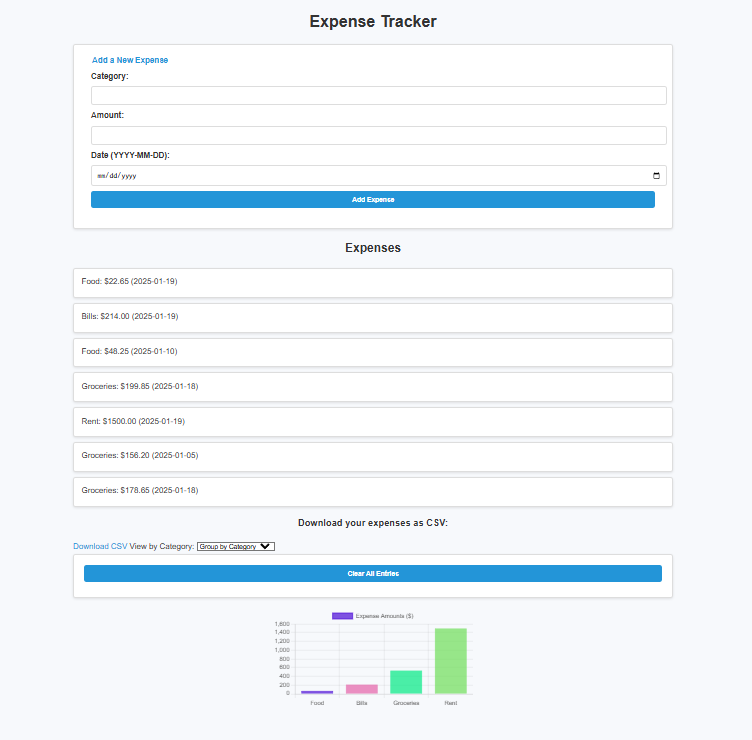 Expense Tracker
Add a New Expense
Category:
Amount:
Date (YYYY-MM-DD):
mm/dd/yyyy
Add Expense
Expenses
Food: $22.65 (2025-01-19)
Bills: $214.00 (2025-01-19)
Food: $48.25 (2025-01-10)
Groceries: $199.85 (2025-01-18)
Rent: $1500.00 (2025-01-19)
Groceries: $156.20 (2025-01-05)
Groceries: $178.65 (2025-01-18)
Download your expenses as CSV:
Download CSV View by Category: Group by Category
Clear All Entries
Expense Amounts ($)
1,600
1,400
1,200
1,000
800
600
400
200
0
Food Bills Groceries Rent